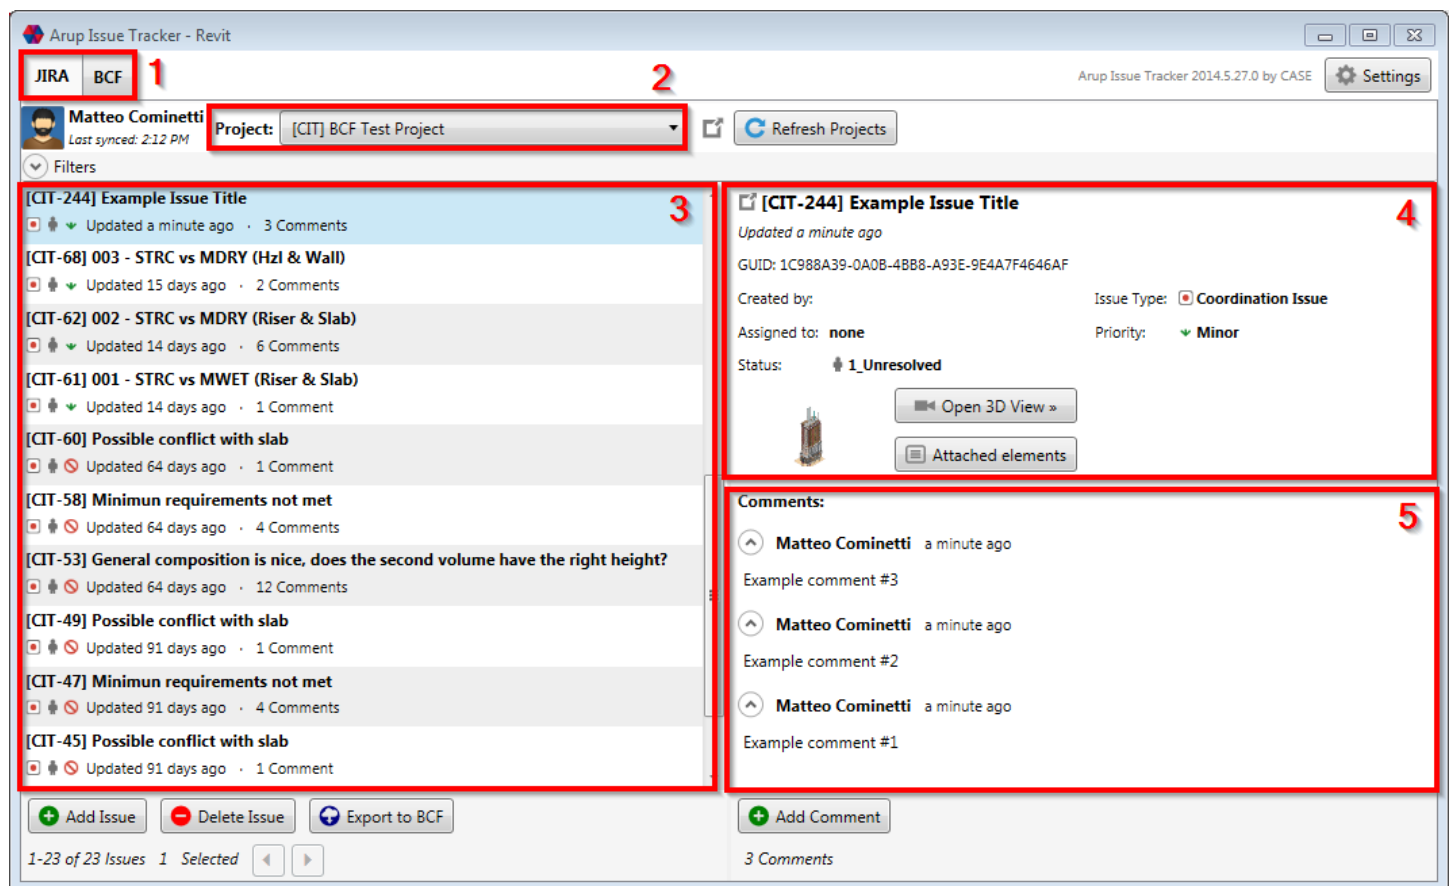 Arup Issue Tracker - Revit
JIRA BCF 1
2
Arup Issue Tracker 2014.5.27.0 by CASE Settings
Matteo Cominetti
Last synced: 2:12 PM
Project: [CIT] BCF Test Project
Refresh Projects
Filters
3
[CIT-244] Example Issue Title
Updated a minute ago · 3 Comments
[CIT-68] 003 - STRC vs MDRY (Hzl & Wall)
Updated 15 days ago · 2 Comments
[CIT-62] 002 - STRC vs MDRY (Riser & Slab)
Updated 14 days ago · 6 Comments
[CIT-61] 001 - STRC vs MWET (Riser & Slab)
Updated 14 days ago · 1 Comment
[CIT-60] Possible conflict with slab
Updated 64 days ago · 1 Comment
[CIT-58] Minimun requirements not met
Updated 64 days ago · 4 Comments
[CIT-53] General composition is nice, does the second volume have the right height?
Updated 64 days ago · 12 Comments
[CIT-49] Possible conflict with slab
Updated 91 days ago · 1 Comment
[CIT-47] Minimun requirements not met
Updated 91 days ago · 4 Comments
[CIT-45] Possible conflict with slab
Updated 91 days ago · 1 Comment
Add Issue Delete Issue Export to BCF
1-23 of 23 Issues 1 Selected
4
[CIT-244] Example Issue Title
Updated a minute ago
GUID: 1C988A39-0A0B-4BB8-A93E-9E4A7F4646AF
Created by: Issue Type: Coordination Issue
Assigned to: none Priority: Minor
Status: 1_Unresolved
Open 3D View »
Attached elements
5
Comments:
Matteo Cominetti a minute ago
Example comment #3
Matteo Cominetti a minute ago
Example comment #2
Matteo Cominetti a minute ago
Example comment #1
Add Comment
3 Comments